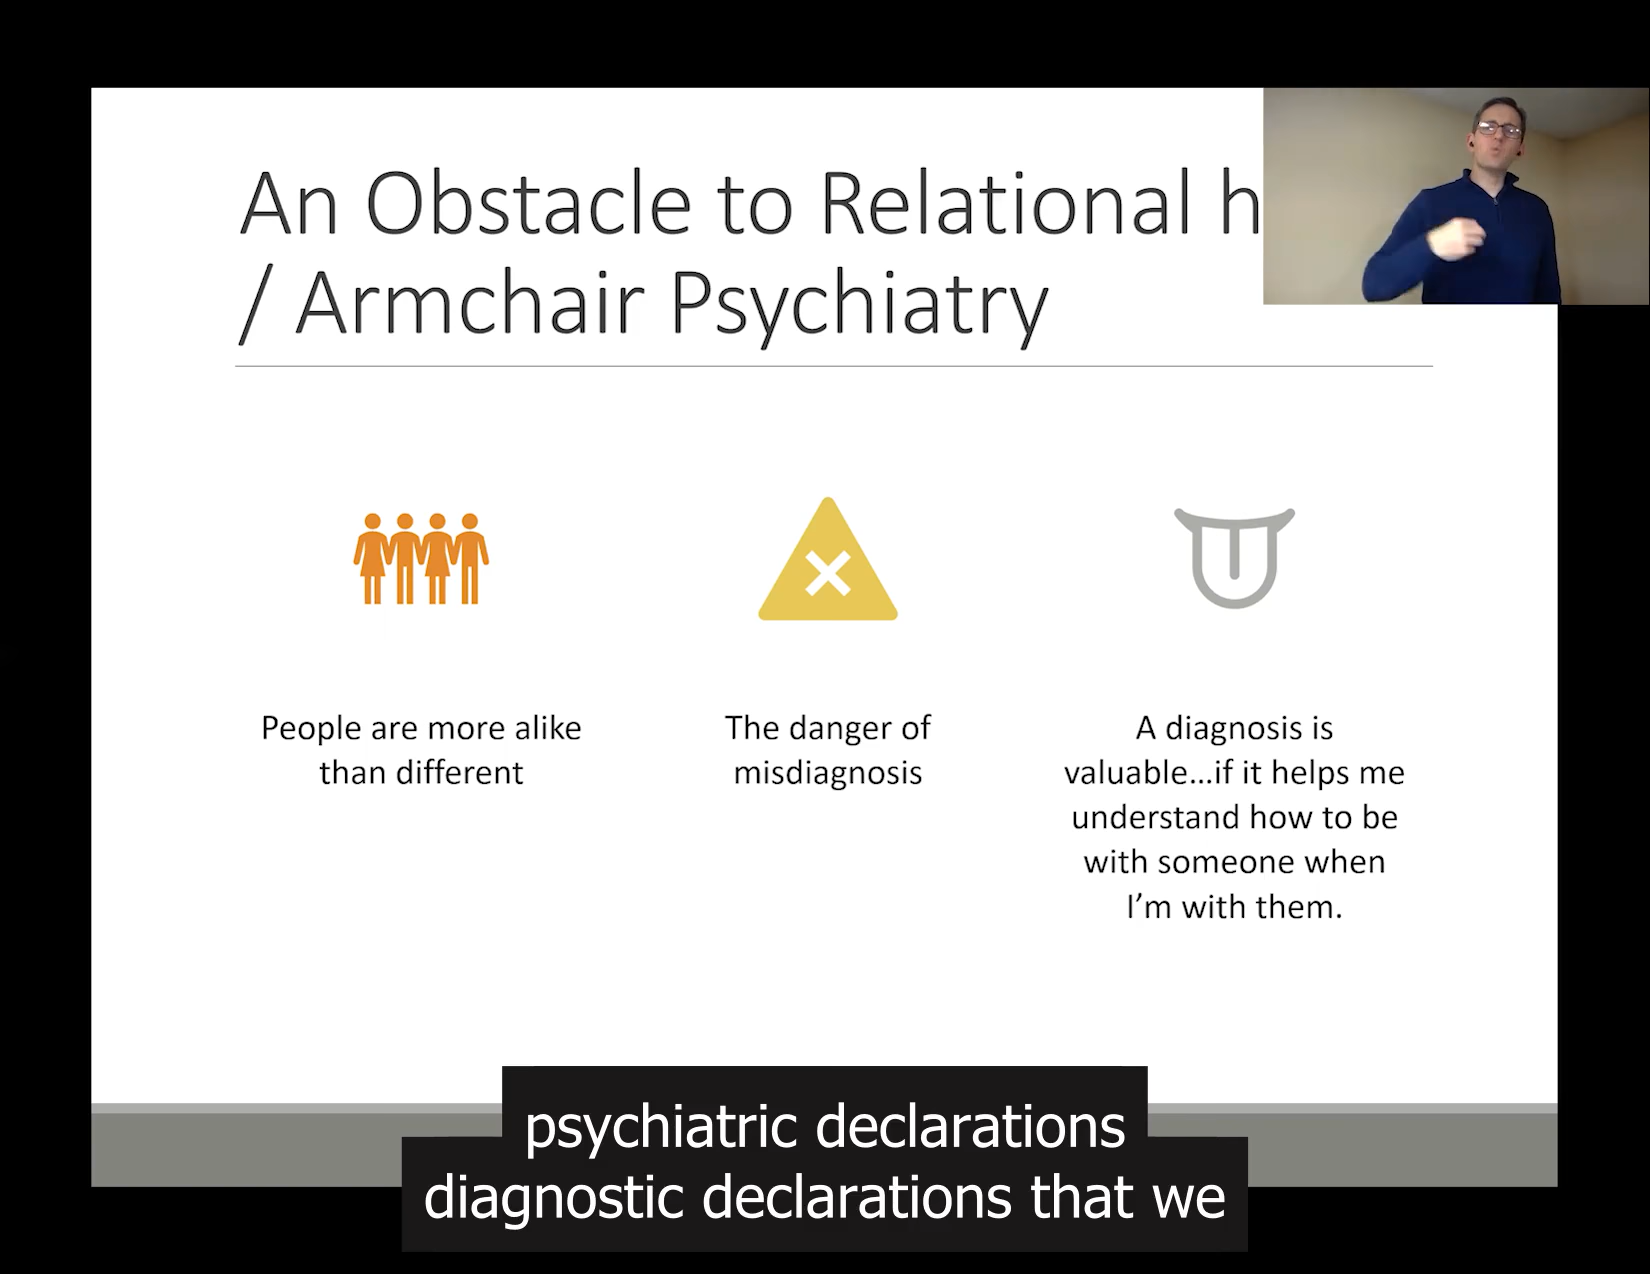 An Obstacle to Relational h
/ Armchair Psychiatry
People are more alike
than different
The danger of
misdiagnosis
A diagnosis is
valuable...if it helps me
understand how to be
with someone when
I'm with them.
psychiatric declarations
diagnostic declarations that we